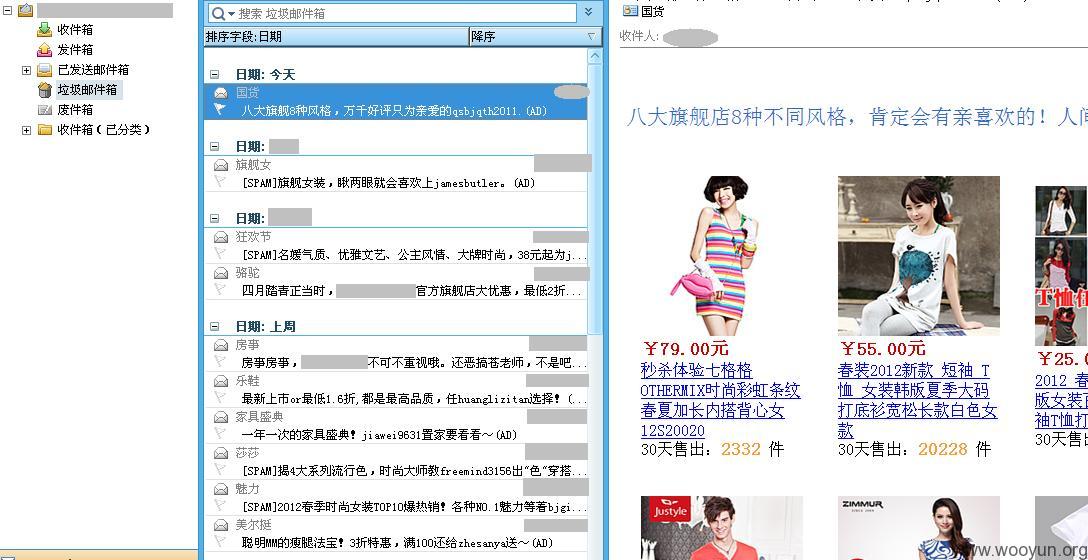 收件箱
发件箱
已发送邮件箱
垃圾邮件箱
废件箱
收件箱(已分类)
搜索 垃圾邮件箱
排序字段:日期
降序
日期: 今天
国货
八大旗舰8种风格，万千好评只为亲爱的qsbjqth2011.(AD)
日期:
旗舰女
[SPAM]旗舰女装，瞅两眼就会喜欢上jamesbutler。(AD)
日期:
狂欢节
[SPAM]名媛气质、优雅文艺、公主风情、大牌时尚，38元起为j...
骆驼
四月踏青正当时，官方旗舰店大优惠，最低2折...
日期: 上周
房事
房事房事，不可不重视哦。还恶搞苍老师，不是吧...
乐鞋
最新上市or最低1.6折,都是最高品质，任huanglizitan选择! (...
家具盛典
一年一次的家具盛典! jiawei9631置家要看看～(AD)
莎莎
[SPAM]揭4大系列流行色，时尚大师教freemind3156出"色"穿搭...
魅力
[SPAM]2012春季时尚女装TOP10爆热销! 各种NO.1魅力等着bjgi...
美尔挺
聪明MM的瘦腿法宝! 3折特惠，满100还给zhesanya送～(AD)
国货
收件人:
八大旗舰店8种不同风格，肯定会有亲喜欢的！人间
￥79.00元
秒杀体验七格格
OTHERMIX时尚彩虹条纹
春夏加长内搭背心女
12S20020
30天售出：2332 件
￥55.00元
春装2012新款 短袖 T
恤 女装韩版夏季大码
打底衫宽松长款白色女
款
30天售出：20228 件
T恤任
￥25.0
2012 春
版女装
袖T恤打
30天售
Justyle
ZIMMUR
www.wooyun.org